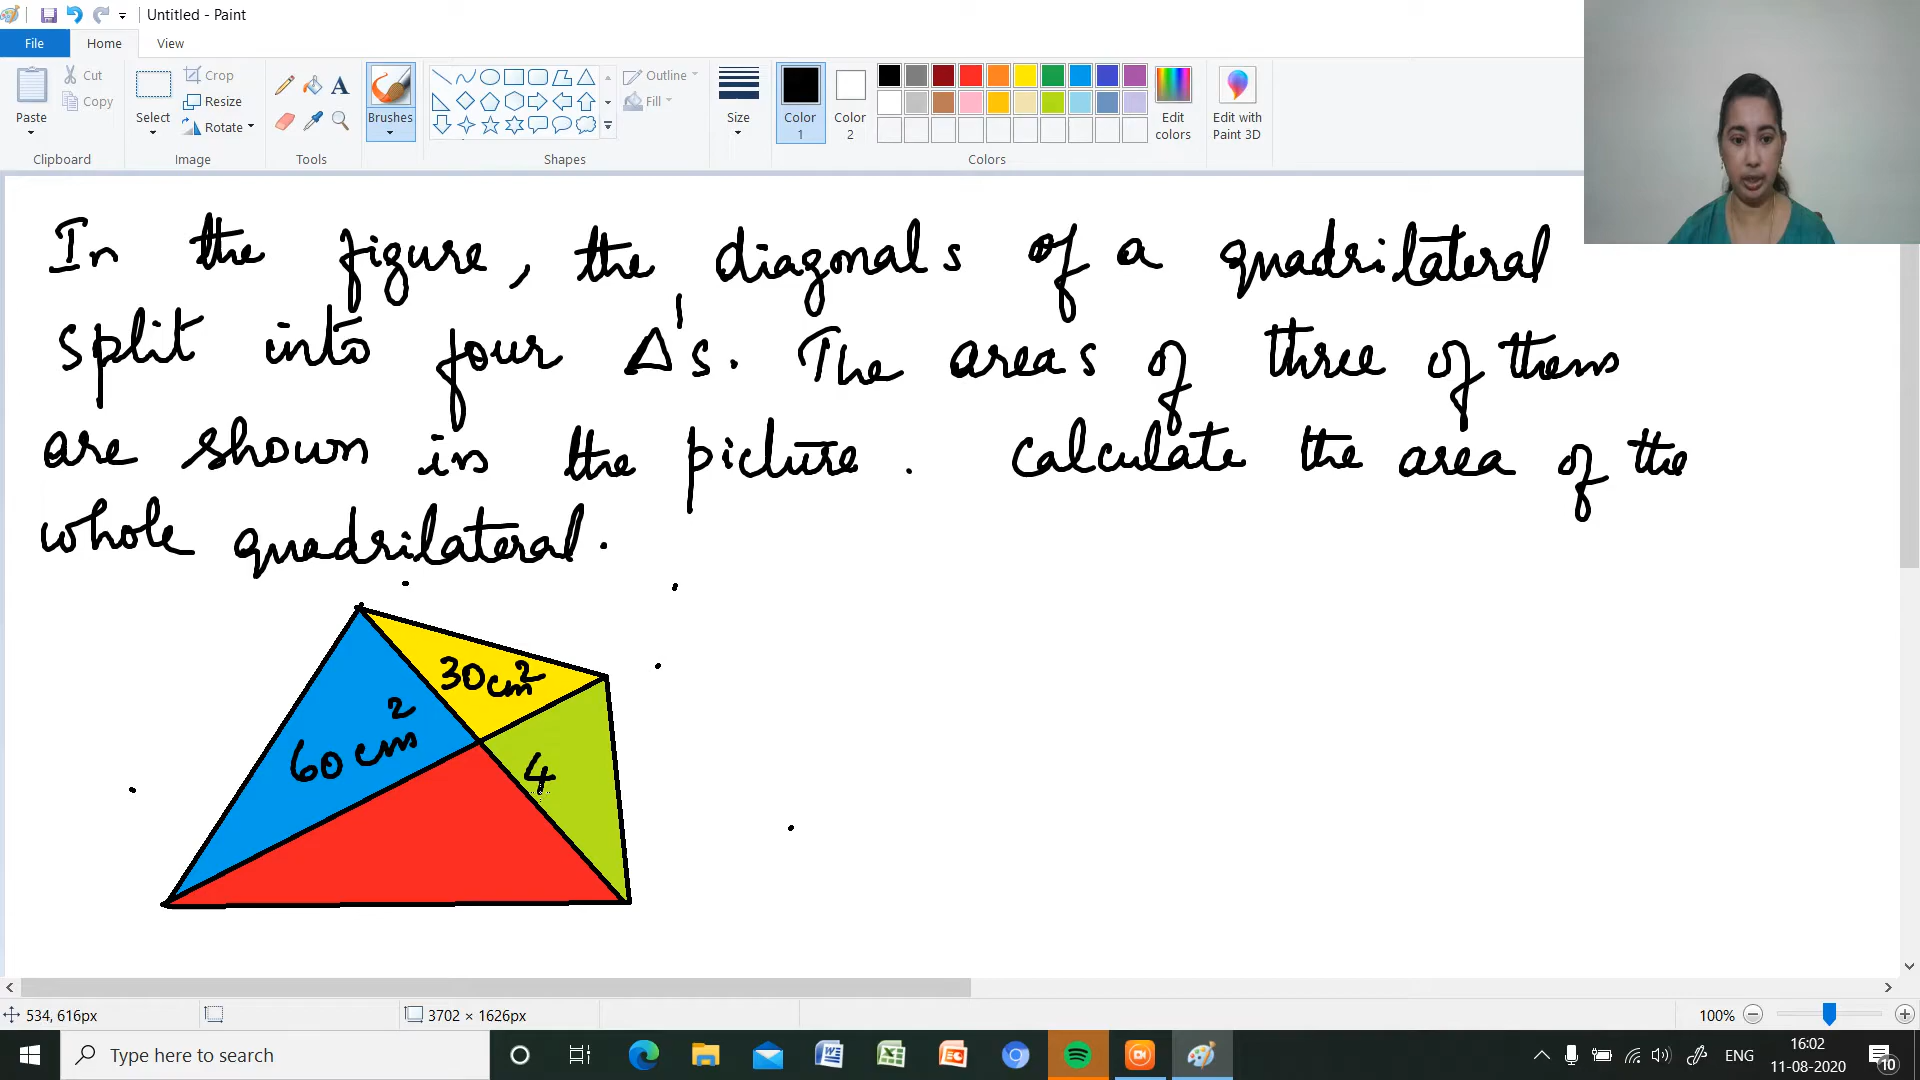 Untitled - Paint
File Home View
Paste Cut Copy Clipboard
Select Crop Resize Rotate Image
Tools
Brushes
Outline Fill Shapes
Size
Color 1 Color 2 Colors
Edit colors
Edit with Paint 3D
In the figure, the diagonals of a quadrilateral
split into four Δ's. The areas of three of them
are shown in the picture. calculate the area of the
whole quadrilateral.
30cm²
60cm²
4
534, 616px 3702 × 1626px 100%
Type here to search
ENG 16:02 11-08-2020 10